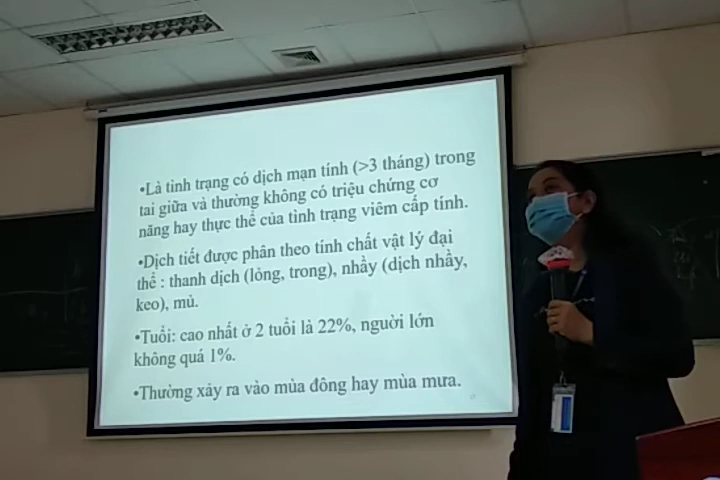 •Là tình trạng có dịch mạn tính (>3 tháng) trong
tai giữa và thường không có triệu chứng cơ
năng hay thực thể của tình trạng viêm cấp tính.
•Dịch tiết được phân theo tính chất vật lý đại
thể : thanh dịch (lỏng, trong), nhầy (dịch nhầy,
keo), mủ.
•Tuổi: cao nhất ở 2 tuổi là 22%, nguời lớn
không quá 1%.
•Thường xảy ra vào mùa đông hay mùa mưa.